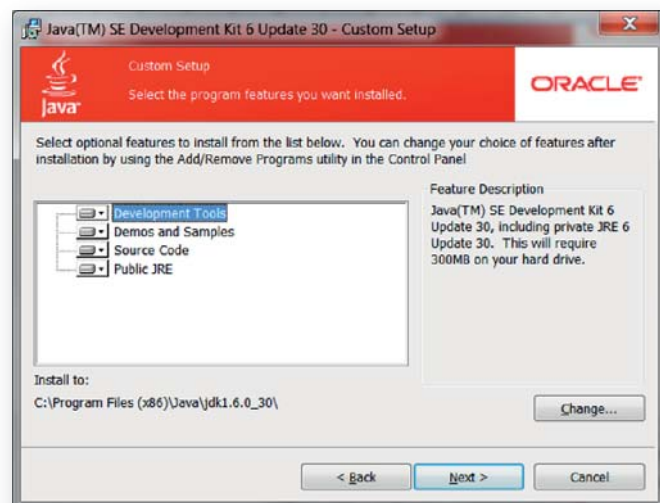 Java(TM) SE Development Kit 6 Update 30 - Custom Setup
Java
Custom Setup
Select the program features you want installed.
ORACLE
Select optional features to install from the list below. You can change your choice of features after
installation by using the Add/Remove Programs utility in the Control Panel
Development Tools
Demos and Samples
Source Code
Public JRE
Feature Description
Java(TM) SE Development Kit 6
Update 30, including private JRE 6
Update 30. This will require
300MB on your hard drive.
Install to:
C:\Program Files (x86)\Java\jdk1.6.0_30\
Change...
< Back
Next >
Cancel